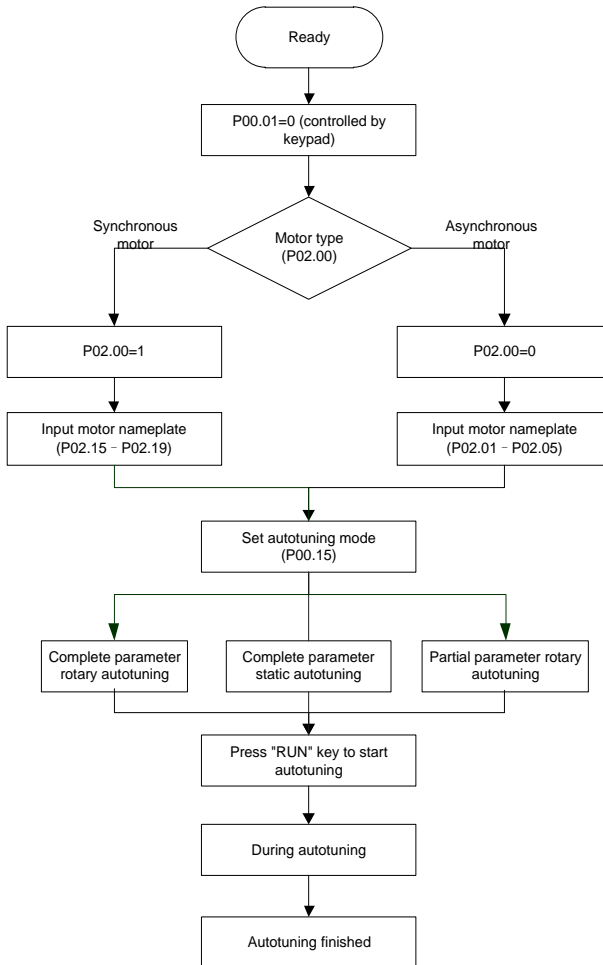 Ready
P00.01=0 (controlled by
keypad)
Synchronous
motor
Motor type
(P02.00)
Asynchronous
motor
P02.00=1
P02.00=0
Input motor nameplate
(P02.15–P02.19)
Input motor nameplate
(P02.01–P02.05)
Set autotuning mode
(P00.15)
Complete parameter
rotary autotuning
Complete parameter
static autotuning
Partial parameter rotary
autotuning
Press "RUN" key to start
autotuning
During autotuning
Autotuning finished